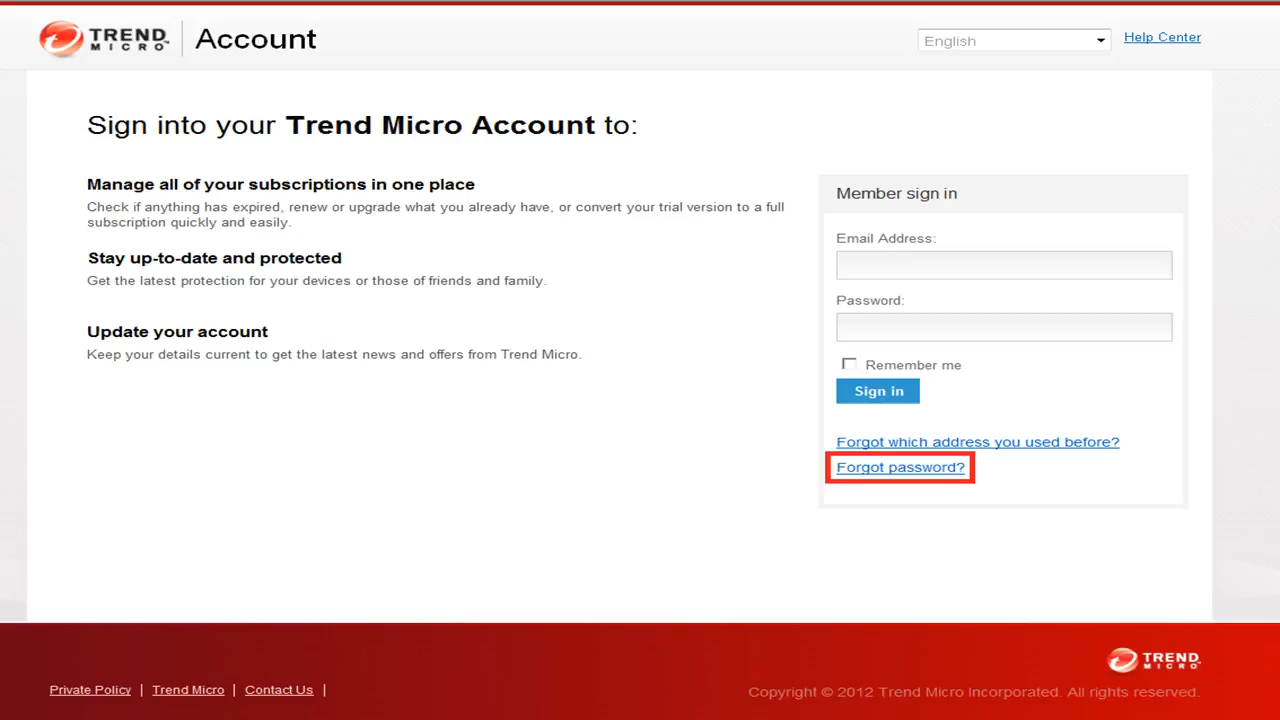 TREND MICRO Account
English
Help Center
Sign into your Trend Micro Account to:
Manage all of your subscriptions in one place
Check if anything has expired, renew or upgrade what you already have, or convert your trial version to a full
subscription quickly and easily.
Stay up-to-date and protected
Get the latest protection for your devices or those of friends and family.
Update your account
Keep your details current to get the latest news and offers from Trend Micro.
Member sign in
Email Address:
Password:
Remember me
Sign in
Forgot which address you used before?
Forgot password?
TREND MICRO
Private Policy | Trend Micro | Contact Us |
Copyright © 2012 Trend Micro Incorporated. All rights reserved.